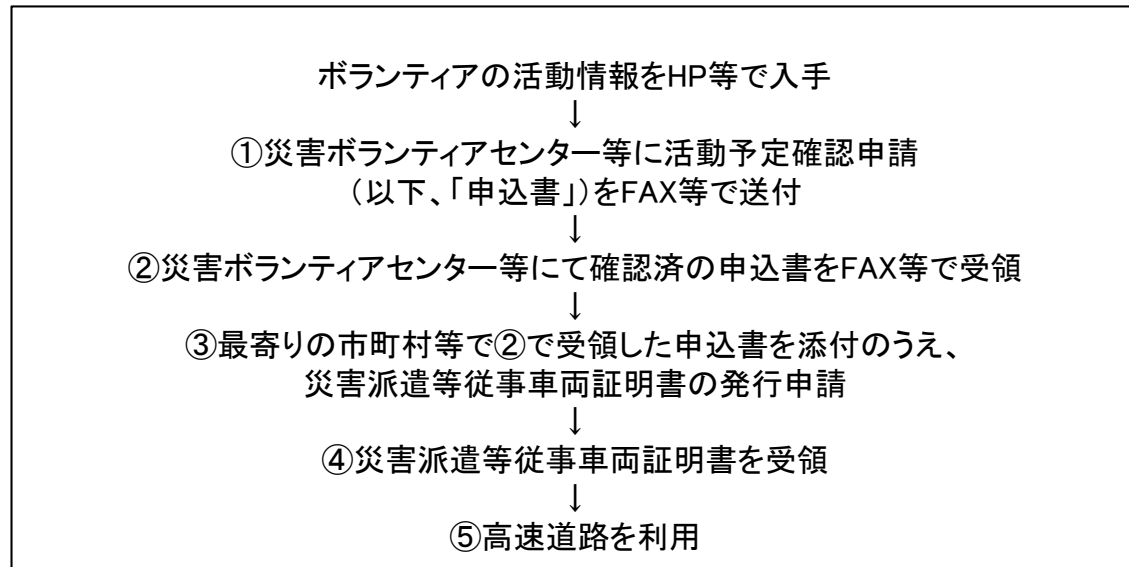 ボランティアの活動情報をHP等で入手
↓
①災害ボランティアセンター等に活動予定確認申請
(以下、「申込書」)をFAX等で送付
↓
②災害ボランティアセンター等にて確認済の申込書をFAX等で受領
↓
③最寄りの市町村等で②で受領した申込書を添付のうえ、
災害派遣等従事車両証明書の発行申請
↓
④災害派遣等従事車両証明書を受領
↓
⑤高速道路を利用